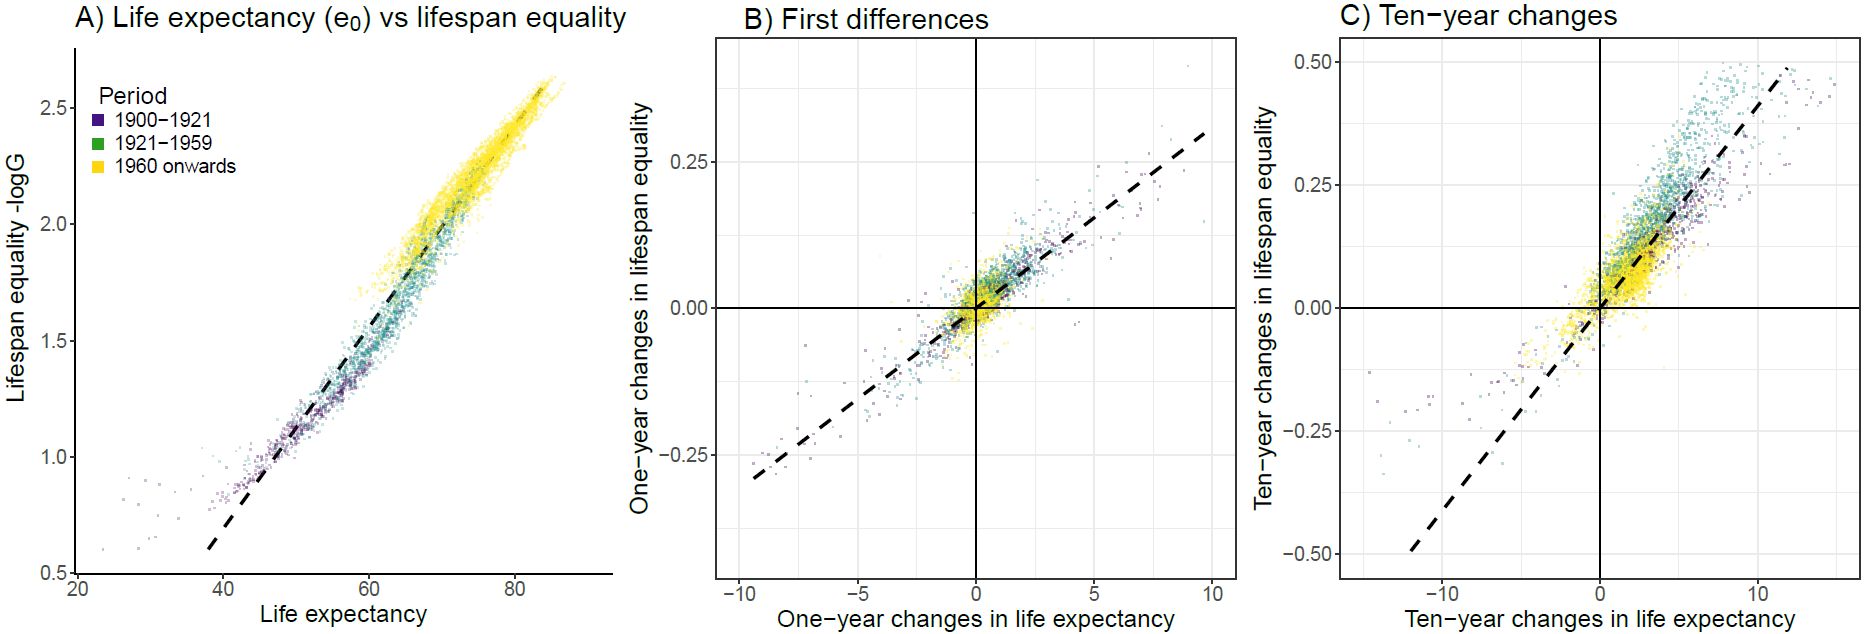 A) Life expectancy (e₀) vs lifespan equality
Lifespan equality -logG
2.5
2.0
1.5
1.0
0.5
Period
1900−1921
1921−1959
1960 onwards
20
40
60
80
Life expectancy
B) First differences
One−year changes in lifespan equality
0.25
0.00
−0.25
−10
−5
0
5
10
One−year changes in life expectancy
C) Ten−year changes
Ten−year changes in lifespan equality
0.50
0.25
0.00
−0.25
−0.50
−10
0
10
Ten−year changes in life expectancy